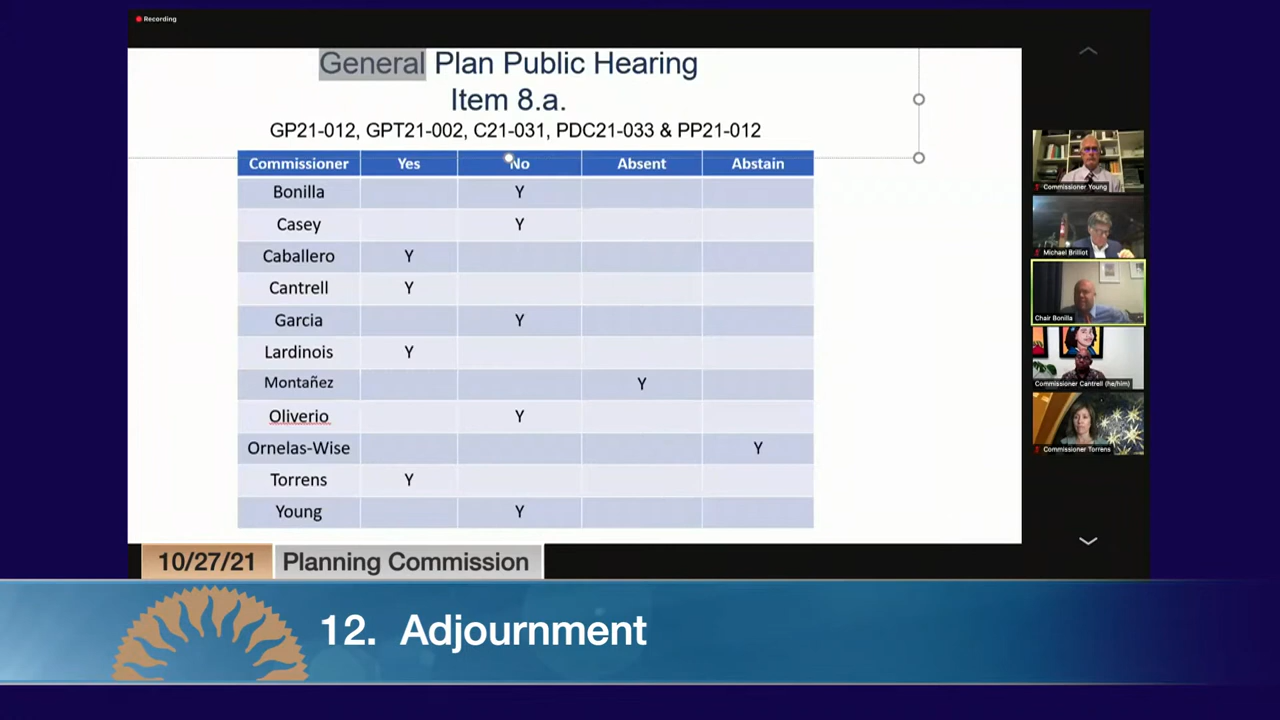 Recording
General Plan Public Hearing
Item 8.a.
GP21-012, GPT21-002, C21-031, PDC21-033 & PP21-012
Commissioner Yes No Absent Abstain
Bonilla Y
Casey Y
Caballero Y
Cantrell Y
Garcia Y
Lardinois Y
Montañez Y
Oliverio Y
Ornelas-Wise Y
Torrens Y
Young Y
Commissioner Young
Michael Brilliot
Chair Bonilla
Commissioner Cantrell (he/him)
Commissioner Torrens
10/27/21 Planning Commission
12. Adjournment